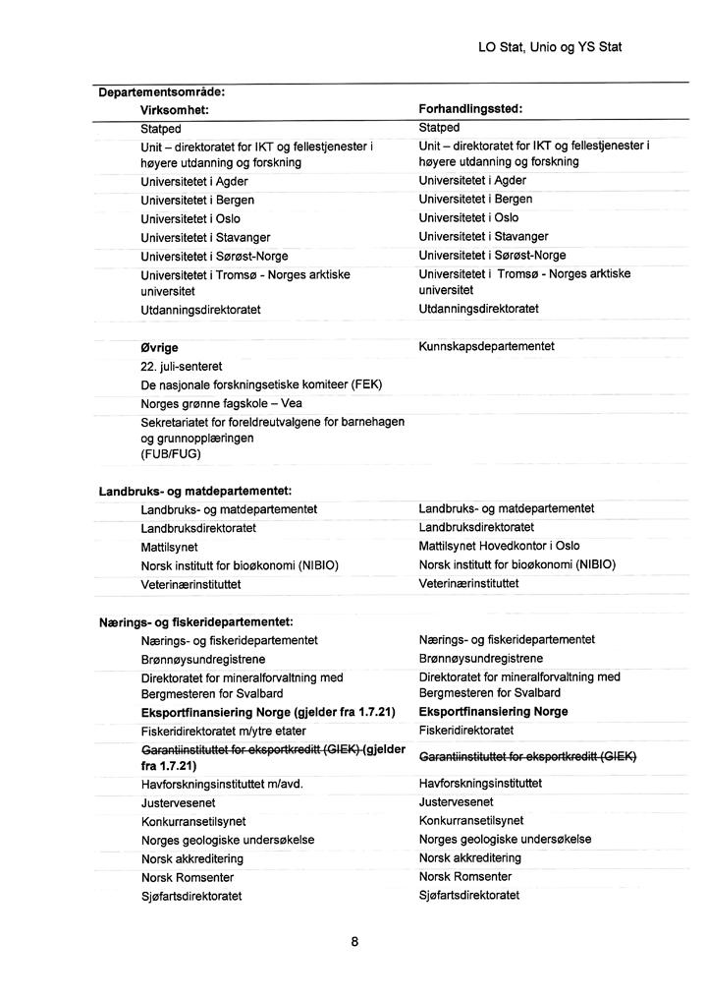 LO Stat, Unio og YS Stat
Departementsområde:
Virksomhet: Forhandlingssted:
Statped Statped
Unit – direktoratet for IKT og fellestjenester i Unit – direktoratet for IKT og fellestjenester i
høyere utdanning og forskning høyere utdanning og forskning
Universitetet i Agder Universitetet i Agder
Universitetet i Bergen Universitetet i Bergen
Universitetet i Oslo Universitetet i Oslo
Universitetet i Stavanger Universitetet i Stavanger
Universitetet i Sørøst-Norge Universitetet i Sørøst-Norge
Universitetet i Tromsø - Norges arktiske Universitetet i Tromsø - Norges arktiske
universitet universitet
Utdanningsdirektoratet Utdanningsdirektoratet
Øvrige Kunnskapsdepartementet
22. juli-senteret
De nasjonale forskningsetiske komiteer (FEK)
Norges grønne fagskole – Vea
Sekretariatet for foreldreutvalgene for barnehagen
og grunnopplæringen
(FUB/FUG)
Landbruks- og matdepartementet:
Landbruks- og matdepartementet Landbruks- og matdepartementet
Landbruksdirektoratet Landbruksdirektoratet
Mattilsynet Mattilsynet Hovedkontor i Oslo
Norsk institutt for bioøkonomi (NIBIO) Norsk institutt for bioøkonomi (NIBIO)
Veterinærinstituttet Veterinærinstituttet
Nærings- og fiskeridepartementet:
Nærings- og fiskeridepartementet Nærings- og fiskeridepartementet
Brønnøysundregistrene Brønnøysundregistrene
Direktoratet for mineralforvaltning med Direktoratet for mineralforvaltning med
Bergmesteren for Svalbard Bergmesteren for Svalbard
Eksportfinansiering Norge (gjelder fra 1.7.21) Eksportfinansiering Norge
Fiskeridirektoratet m/ytre etater Fiskeridirektoratet
Garantiinstituttet for eksportkreditt (GIEK) (gjelder Garantiinstituttet for eksportkreditt (GIEK)
fra 1.7.21)
Havforskningsinstituttet m/avd. Havforskningsinstituttet
Justervesenet Justervesenet
Konkurransetilsynet Konkurransetilsynet
Norges geologiske undersøkelse Norges geologiske undersøkelse
Norsk akkreditering Norsk akkreditering
Norsk Romsenter Norsk Romsenter
Sjøfartsdirektoratet Sjøfartsdirektoratet
8